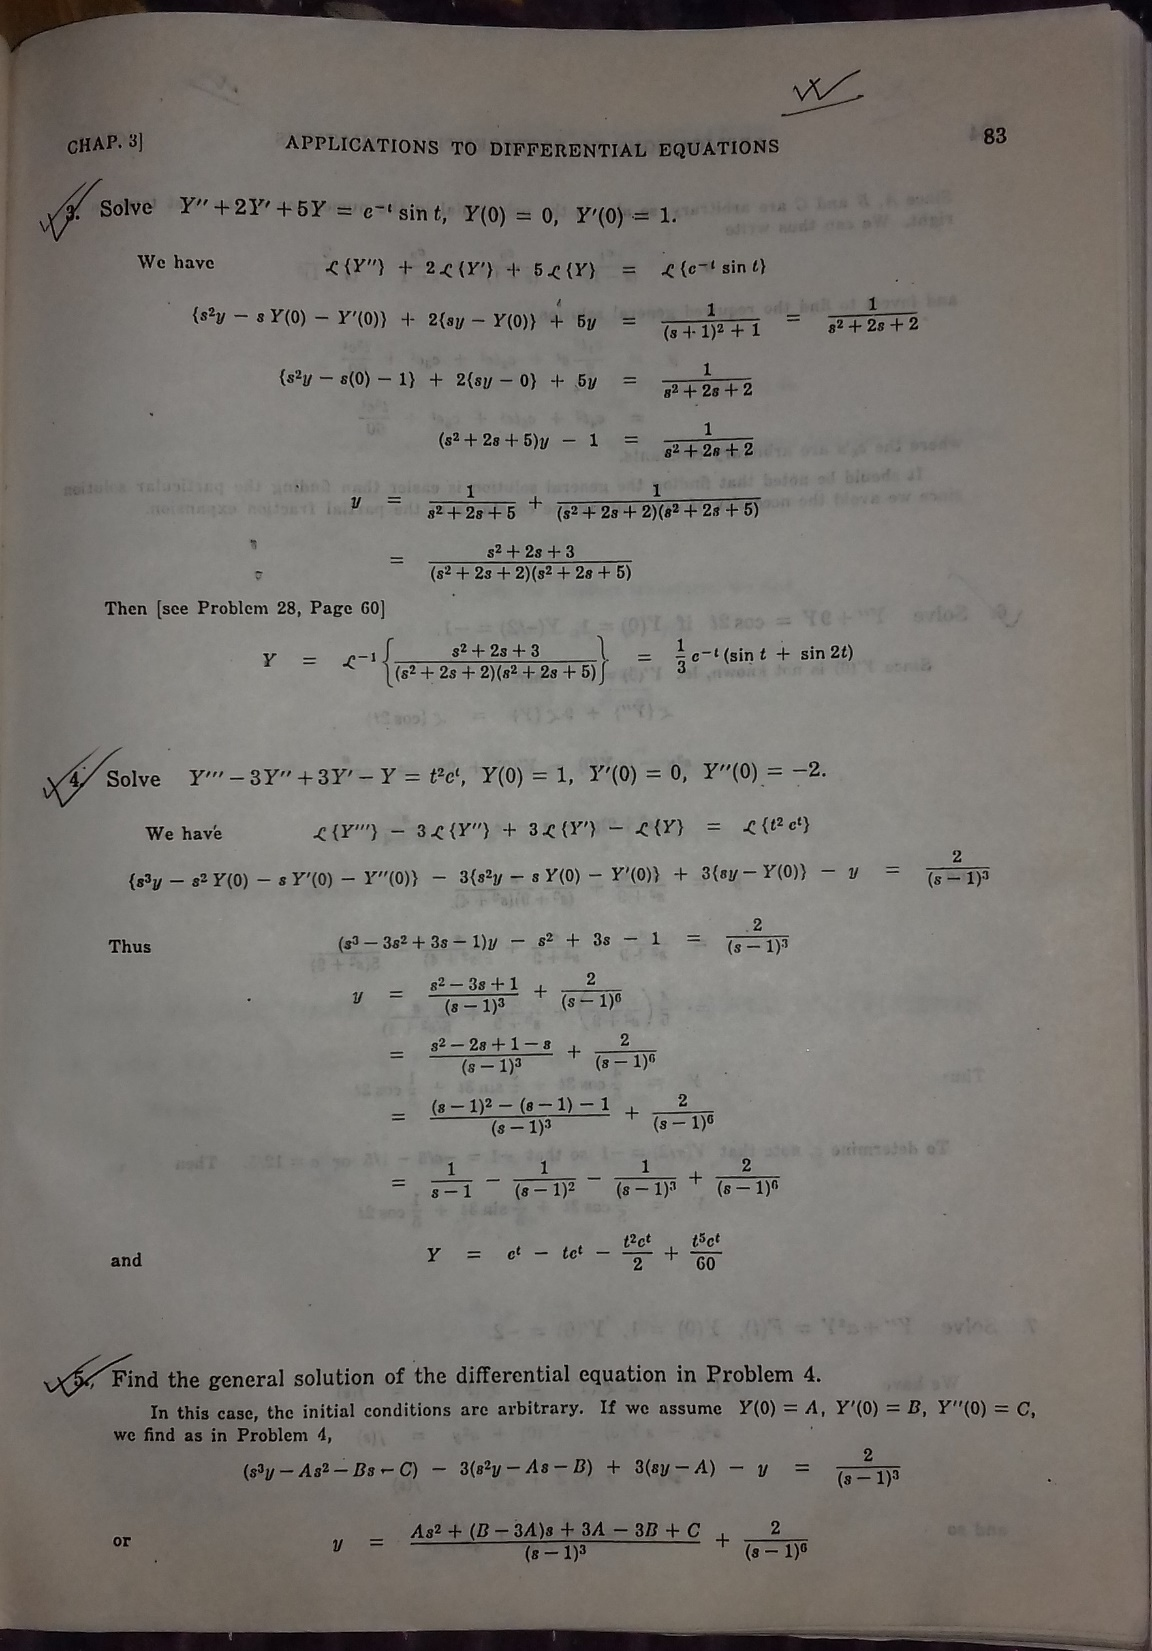 CHAP. 3] APPLICATIONS TO DIFFERENTIAL EQUATIONS 83
3. Solve Y'' + 2Y' + 5Y = e⁻ᵗ sin t, Y(0) = 0, Y'(0) = 1.
We have ℒ{Y''} + 2ℒ{Y'} + 5ℒ{Y} = ℒ{e⁻ᵗ sin t}
{s²y − s Y(0) − Y'(0)} + 2{sy − Y(0)} + 5y = 1/((s + 1)² + 1) = 1/(s² + 2s + 2)
{s²y − s(0) − 1} + 2{sy − 0} + 5y = 1/(s² + 2s + 2)
(s² + 2s + 5)y − 1 = 1/(s² + 2s + 2)
y = 1/(s² + 2s + 5) + 1/((s² + 2s + 2)(s² + 2s + 5))
= (s² + 2s + 3)/((s² + 2s + 2)(s² + 2s + 5))
Then [see Problem 28, Page 60]
Y = ℒ⁻¹{(s² + 2s + 3)/((s² + 2s + 2)(s² + 2s + 5))} = 1/3 e⁻ᵗ (sin t + sin 2t)
4. Solve Y''' − 3Y'' + 3Y' − Y = t²eᵗ, Y(0) = 1, Y'(0) = 0, Y''(0) = −2.
We have ℒ{Y'''} − 3ℒ{Y''} + 3ℒ{Y'} − ℒ{Y} = ℒ{t² eᵗ}
{s³y − s² Y(0) − s Y'(0) − Y''(0)} − 3{s²y − s Y(0) − Y'(0)} + 3{sy − Y(0)} − y = 2/(s − 1)³
Thus (s³ − 3s² + 3s − 1)y − s² + 3s − 1 = 2/(s − 1)³
y = (s² − 3s + 1)/(s − 1)³ + 2/(s − 1)⁶
= (s² − 2s + 1 − s)/(s − 1)³ + 2/(s − 1)⁶
= ((s − 1)² − (s − 1) − 1)/(s − 1)³ + 2/(s − 1)⁶
= 1/(s − 1) − 1/(s − 1)² − 1/(s − 1)³ + 2/(s − 1)⁶
and Y = eᵗ − teᵗ − t²eᵗ/2 + t⁵eᵗ/60
5. Find the general solution of the differential equation in Problem 4.
In this case, the initial conditions are arbitrary. If we assume Y(0) = A, Y'(0) = B, Y''(0) = C,
we find as in Problem 4,
(s³y − As² − Bs − C) − 3(s²y − As − B) + 3(sy − A) − y = 2/(s − 1)³
or y = (As² + (B − 3A)s + 3A − 3B + C)/(s − 1)³ + 2/(s − 1)⁶